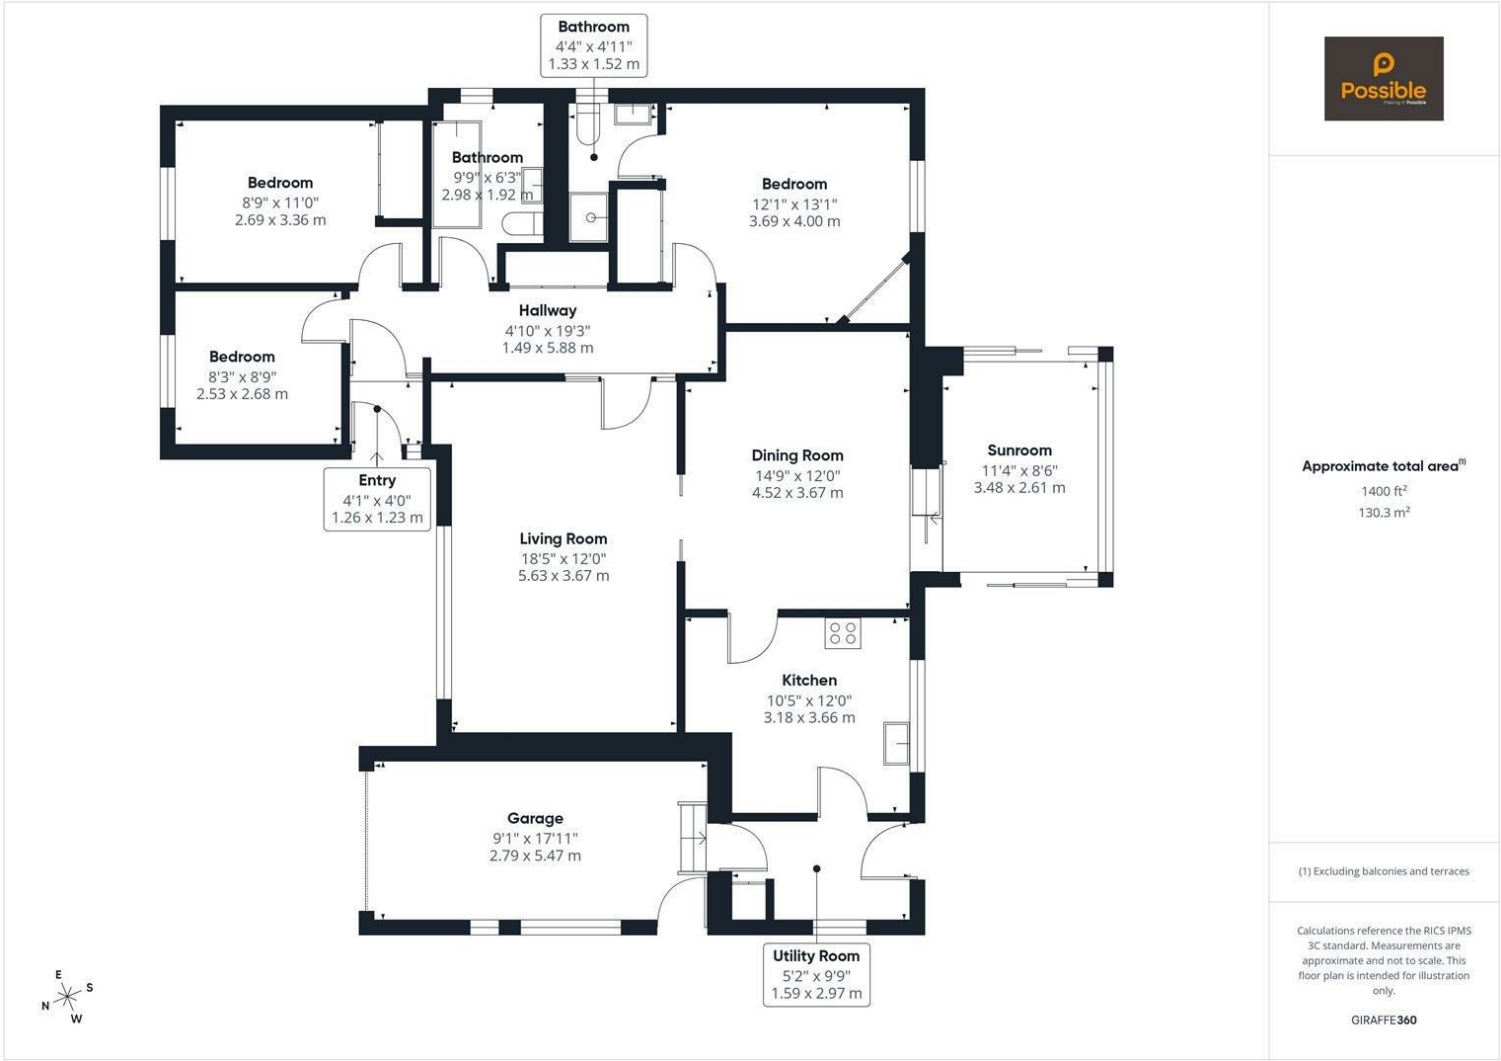 Bathroom
4'4" x 4'11"
1.33 x 1.52 m
Bedroom
8'9" x 11'0"
2.69 x 3.36 m
Bathroom
9'9" x 6'3"
2.98 x 1.92 m
Bedroom
12'1" x 13'1"
3.69 x 4.00 m
Hallway
4'10" x 19'3"
1.49 x 5.88 m
Bedroom
8'3" x 8'9"
2.53 x 2.68 m
Entry
4'1" x 4'0"
1.26 x 1.23 m
Dining Room
14'9" x 12'0"
4.52 x 3.67 m
Sunroom
11'4" x 8'6"
3.48 x 2.61 m
Living Room
18'5" x 12'0"
5.63 x 3.67 m
Kitchen
10'5" x 12'0"
3.18 x 3.66 m
Garage
9'1" x 17'11"
2.79 x 5.47 m
Utility Room
5'2" x 9'9"
1.59 x 2.97 m
E
S
N
W
Possible
Making it Possible
Approximate total area(1)
1400 ft²
130.3 m²
(1) Excluding balconies and terraces
Calculations reference the RICS IPMS
3C standard. Measurements are
approximate and not to scale. This
floor plan is intended for illustration
only.
GIRAFFE360